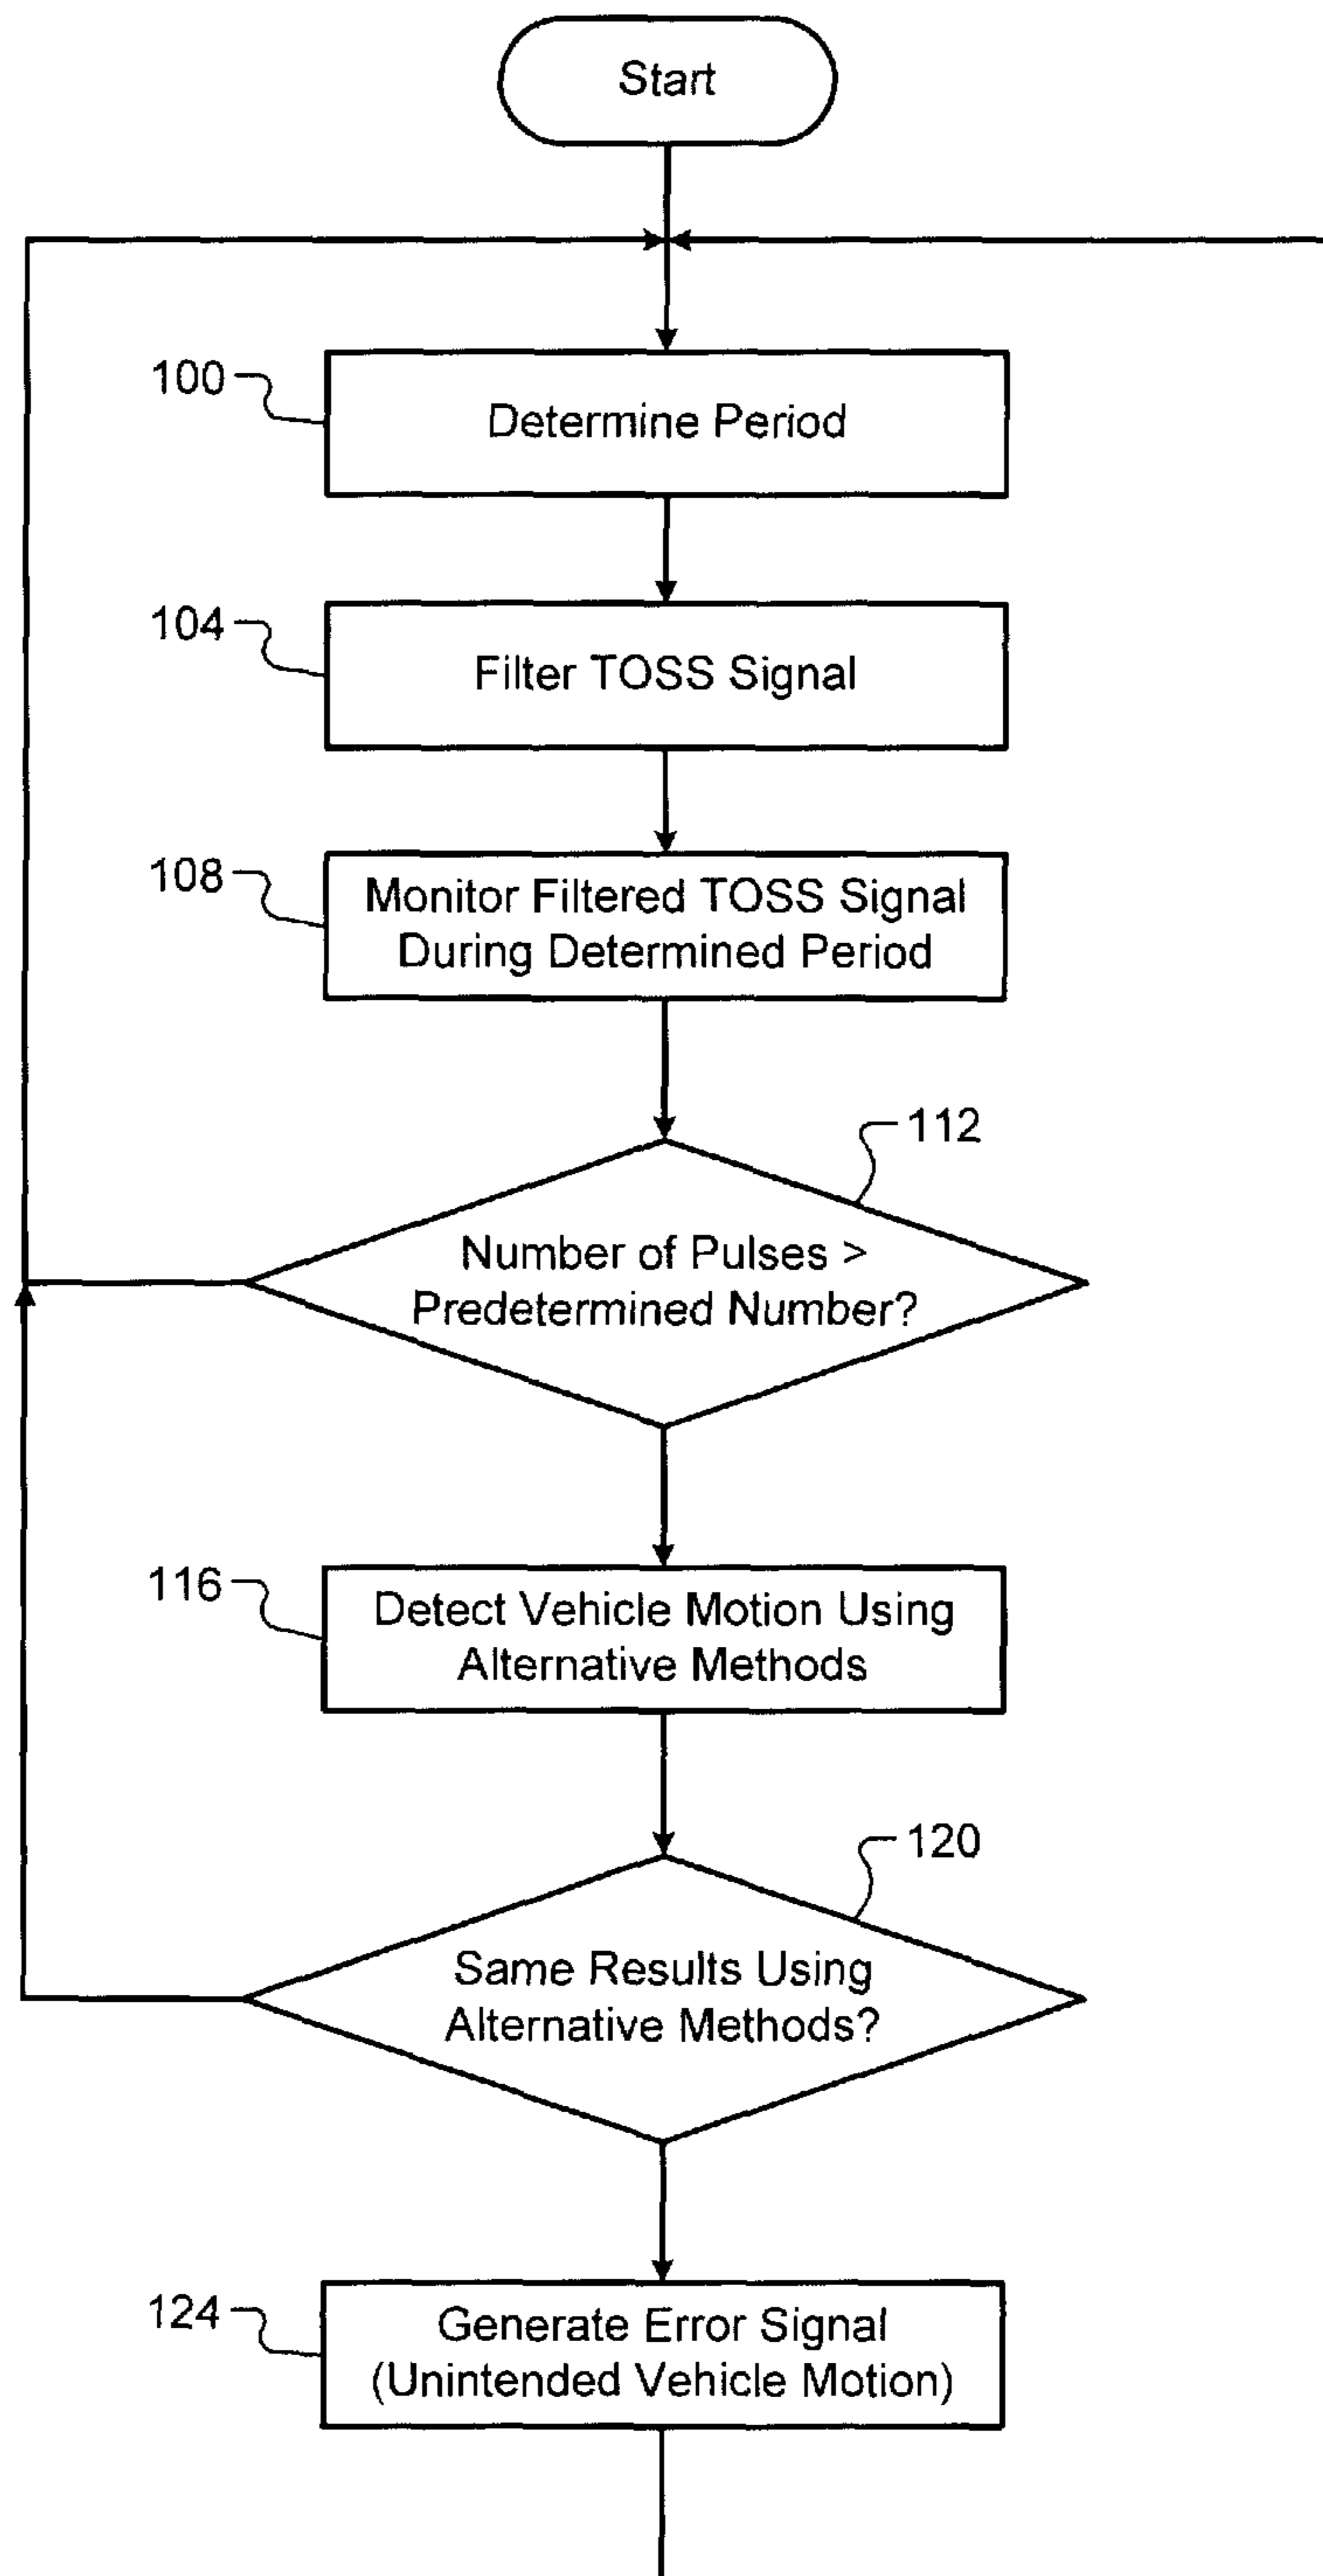 Start
100
Determine Period
104
Filter TOSS Signal
108
Monitor Filtered TOSS Signal
During Determined Period
112
Number of Pulses >
Predetermined Number?
116
Detect Vehicle Motion Using
Alternative Methods
120
Same Results Using
Alternative Methods?
124
Generate Error Signal
(Unintended Vehicle Motion)